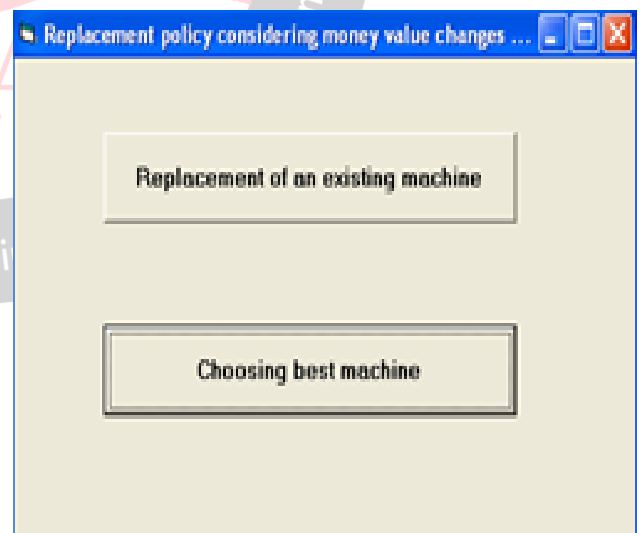 Replacement policy considering money value changes ...
Replacement of an existing machine
Choosing best machine